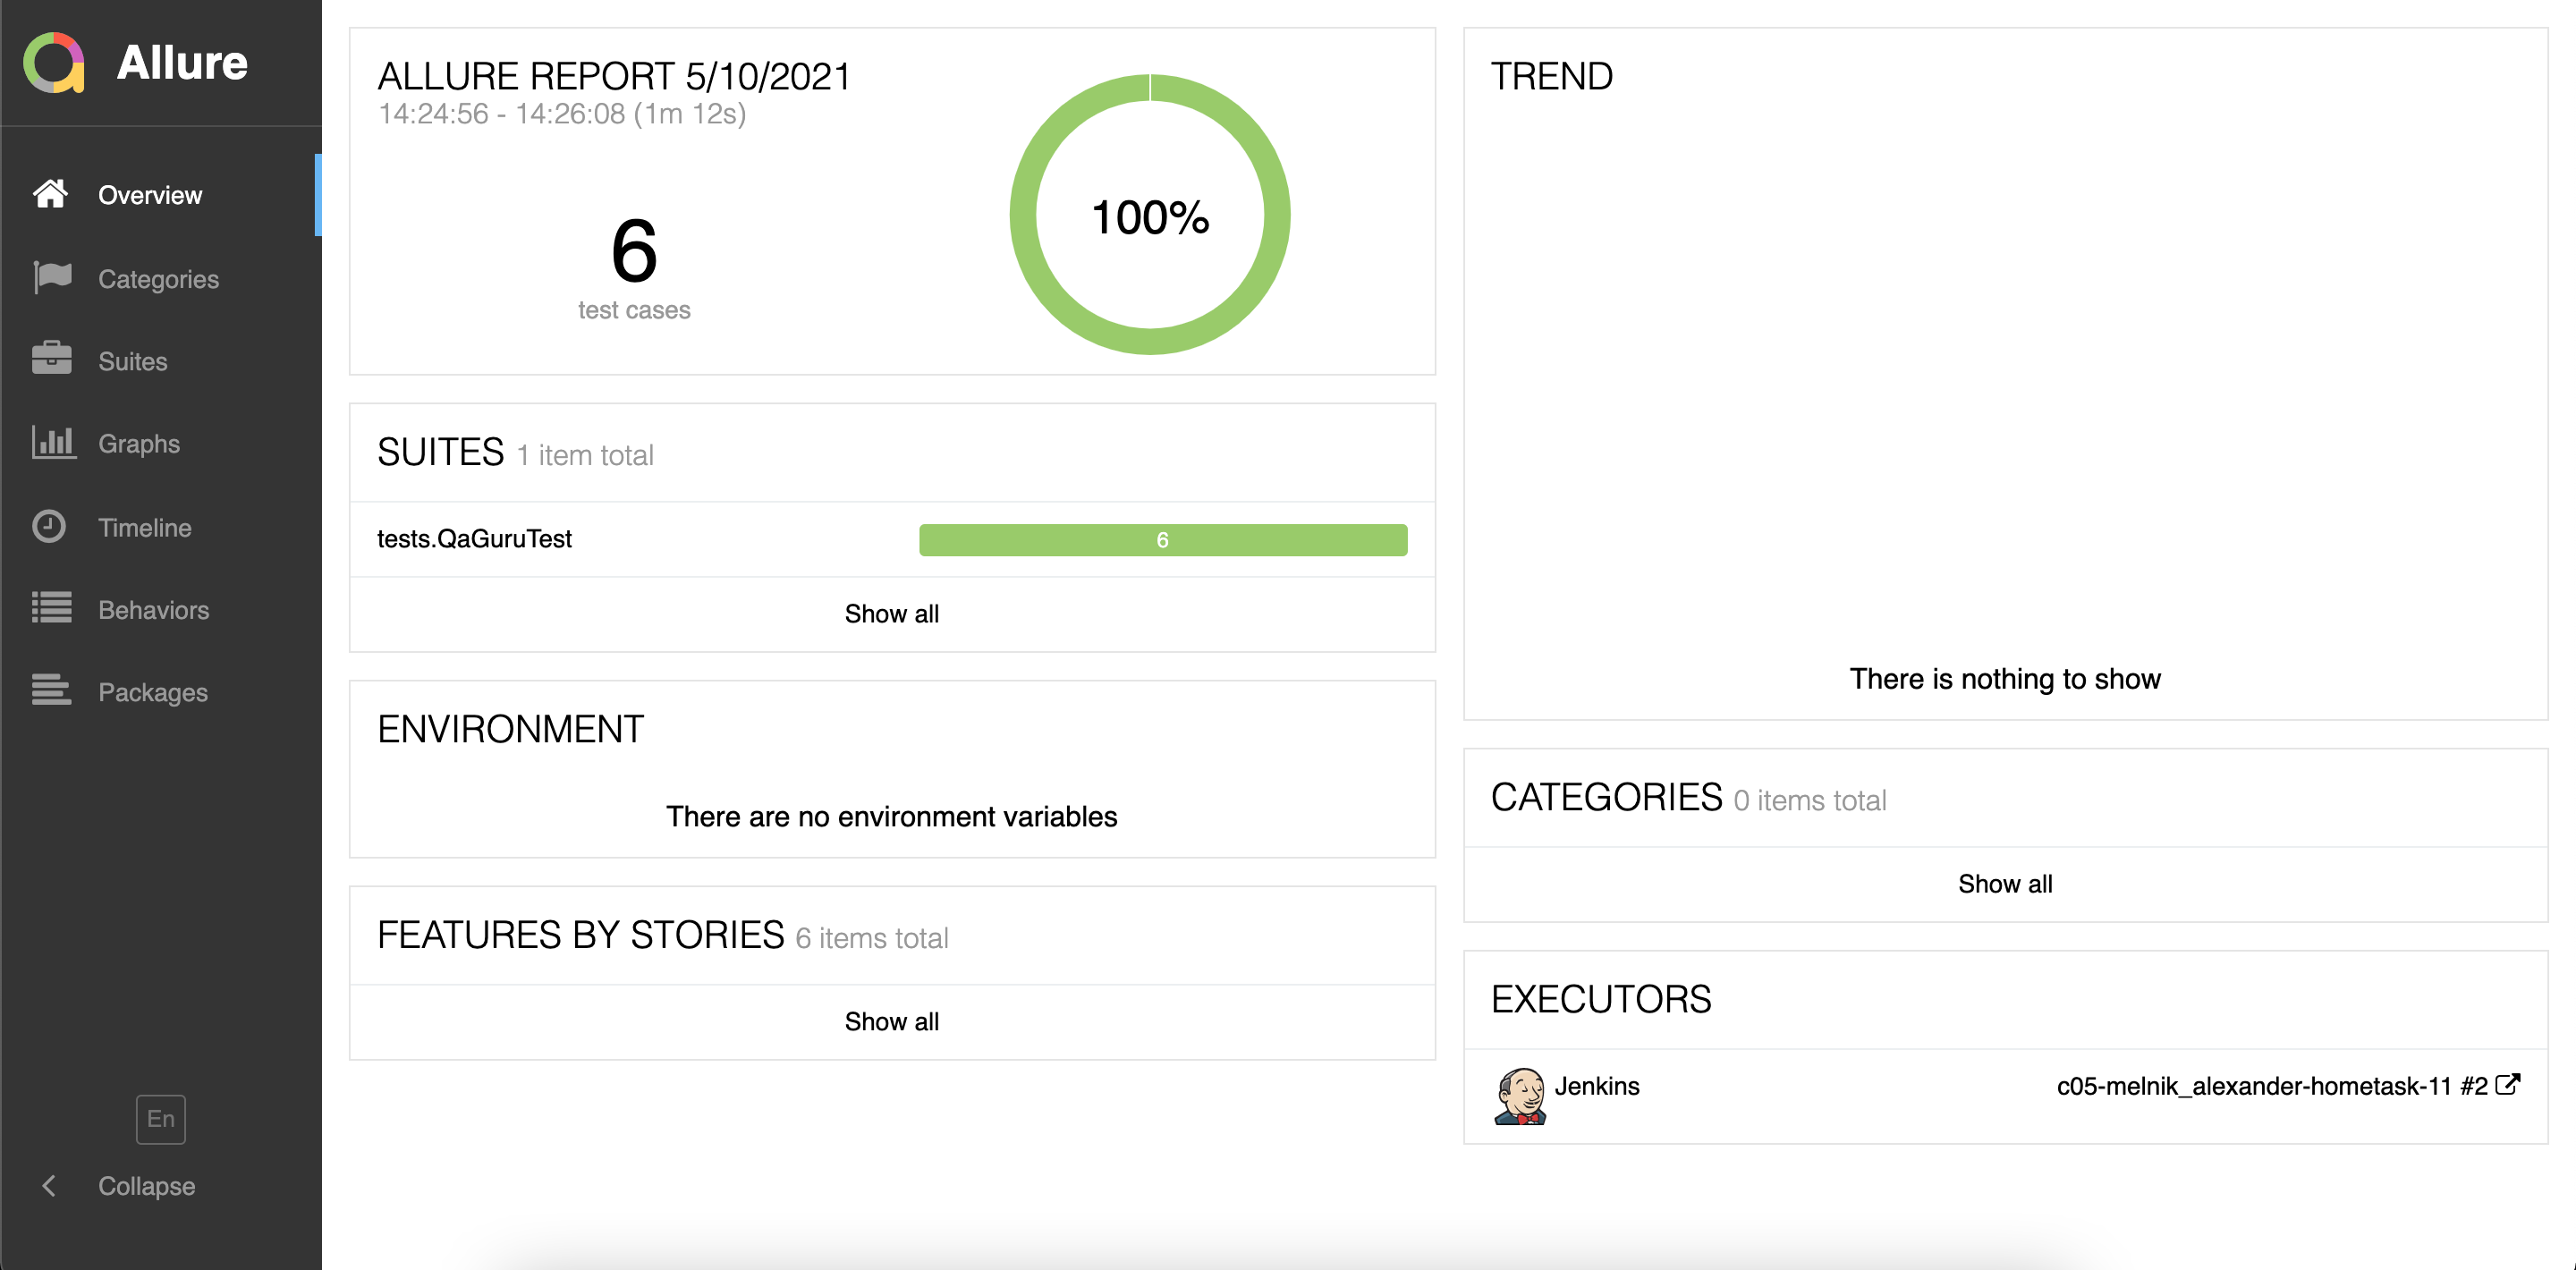 Allure
Overview
Categories
Suites
Graphs
Timeline
Behaviors
Packages
En
Collapse
ALLURE REPORT 5/10/2021
14:24:56 - 14:26:08 (1m 12s)
6
test cases
100%
SUITES 1 item total
tests.QaGuruTest 6
Show all
ENVIRONMENT
There are no environment variables
FEATURES BY STORIES 6 items total
Show all
TREND
There is nothing to show
CATEGORIES 0 items total
Show all
EXECUTORS
Jenkins c05-melnik_alexander-hometask-11 #2